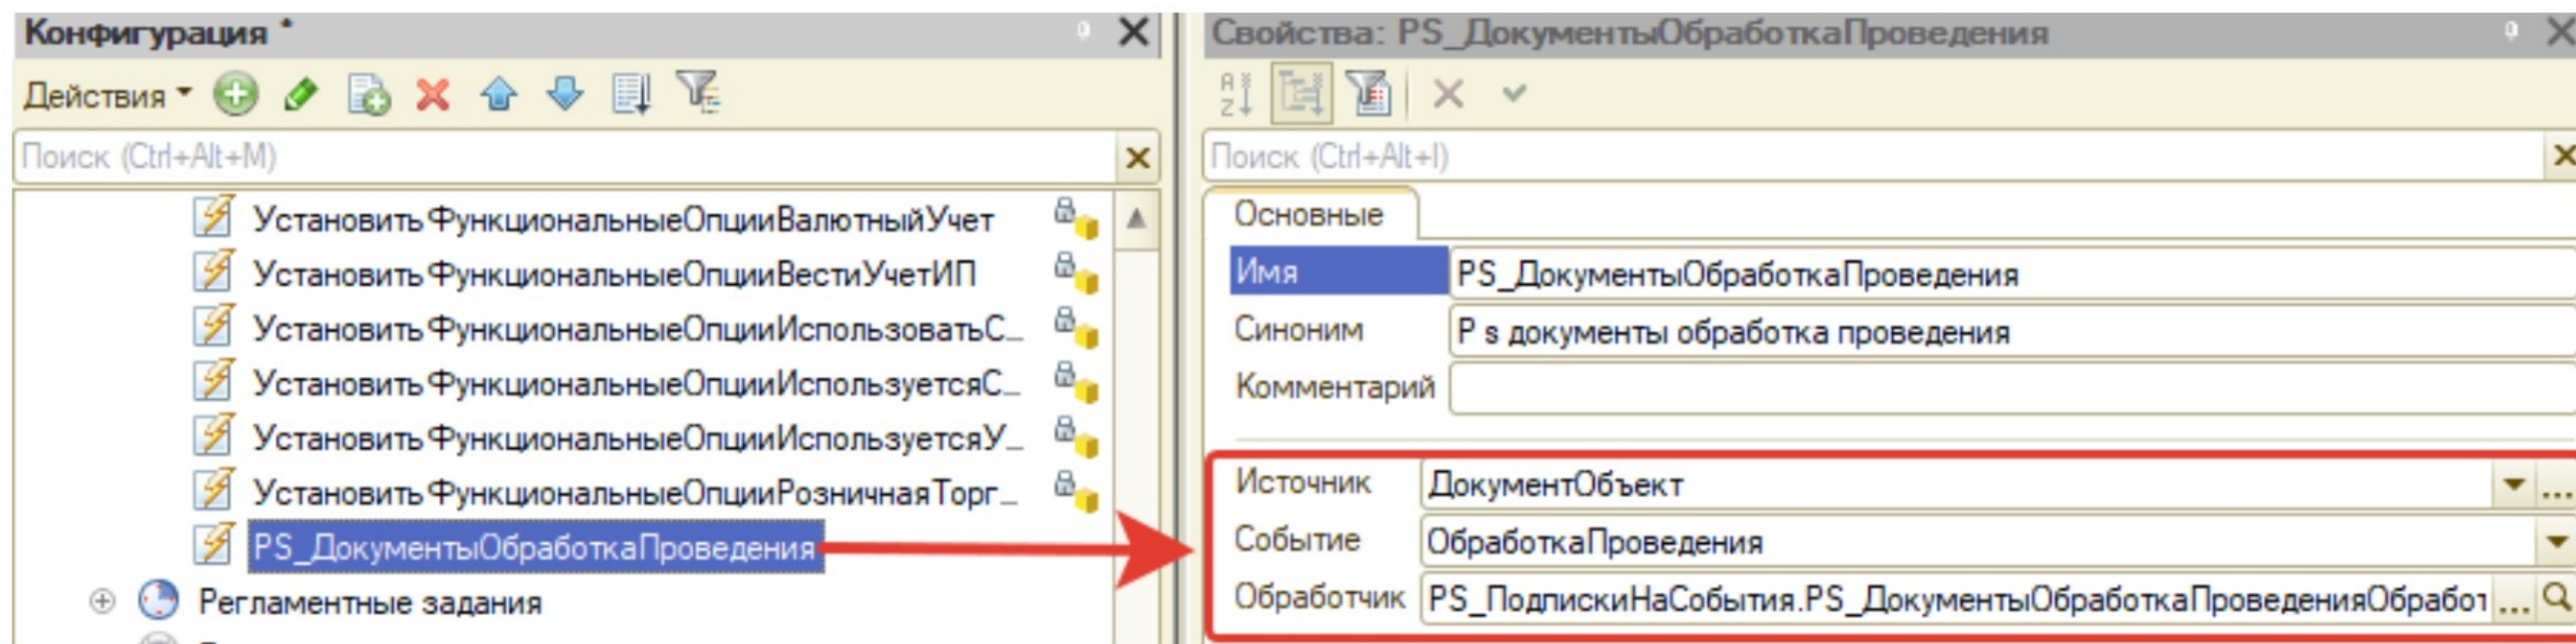 Конфигурация *
Действия
Поиск (Ctrl+Alt+M)
УстановитьФункциональныеОпцииВалютныйУчет
УстановитьФункциональныеОпцииВестиУчетИП
УстановитьФункциональныеОпцииИспользоватьС...
УстановитьФункциональныеОпцииИспользуетсяС...
УстановитьФункциональныеОпцииИспользуетсяУ...
УстановитьФункциональныеОпцииРозничнаяТорг...
PS_ДокументыОбработкаПроведения
Регламентные задания
Свойства: PS_ДокументыОбработкаПроведения
Поиск (Ctrl+Alt+I)
Основные
Имя PS_ДокументыОбработкаПроведения
Синоним P s документы обработка проведения
Комментарий
Источник ДокументОбъект ...
Событие ОбработкаПроведения
Обработчик PS_ПодпискиНаСобытия.PS_ДокументыОбработкаПроведенияОбработ ...